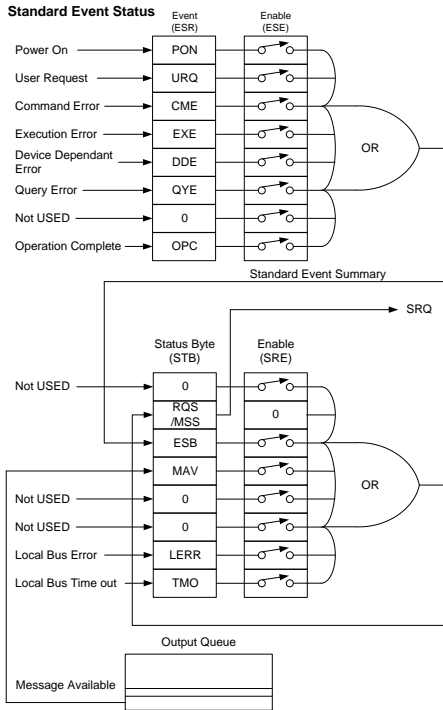 Standard Event Status
Event
(ESR)
Enable
(ESE)
Power On
PON
User Request
URQ
Command Error
CME
Execution Error
EXE
Device Dependant
Error
DDE
Query Error
QYE
Not USED
0
Operation Complete
OPC
OR
Standard Event Summary
SRQ
Status Byte
(STB)
Enable
(SRE)
Not USED
0
RQS
/MSS
0
ESB
MAV
Not USED
0
Not USED
0
Local Bus Error
LERR
Local Bus Time out
TMO
OR
Output Queue
Message Available